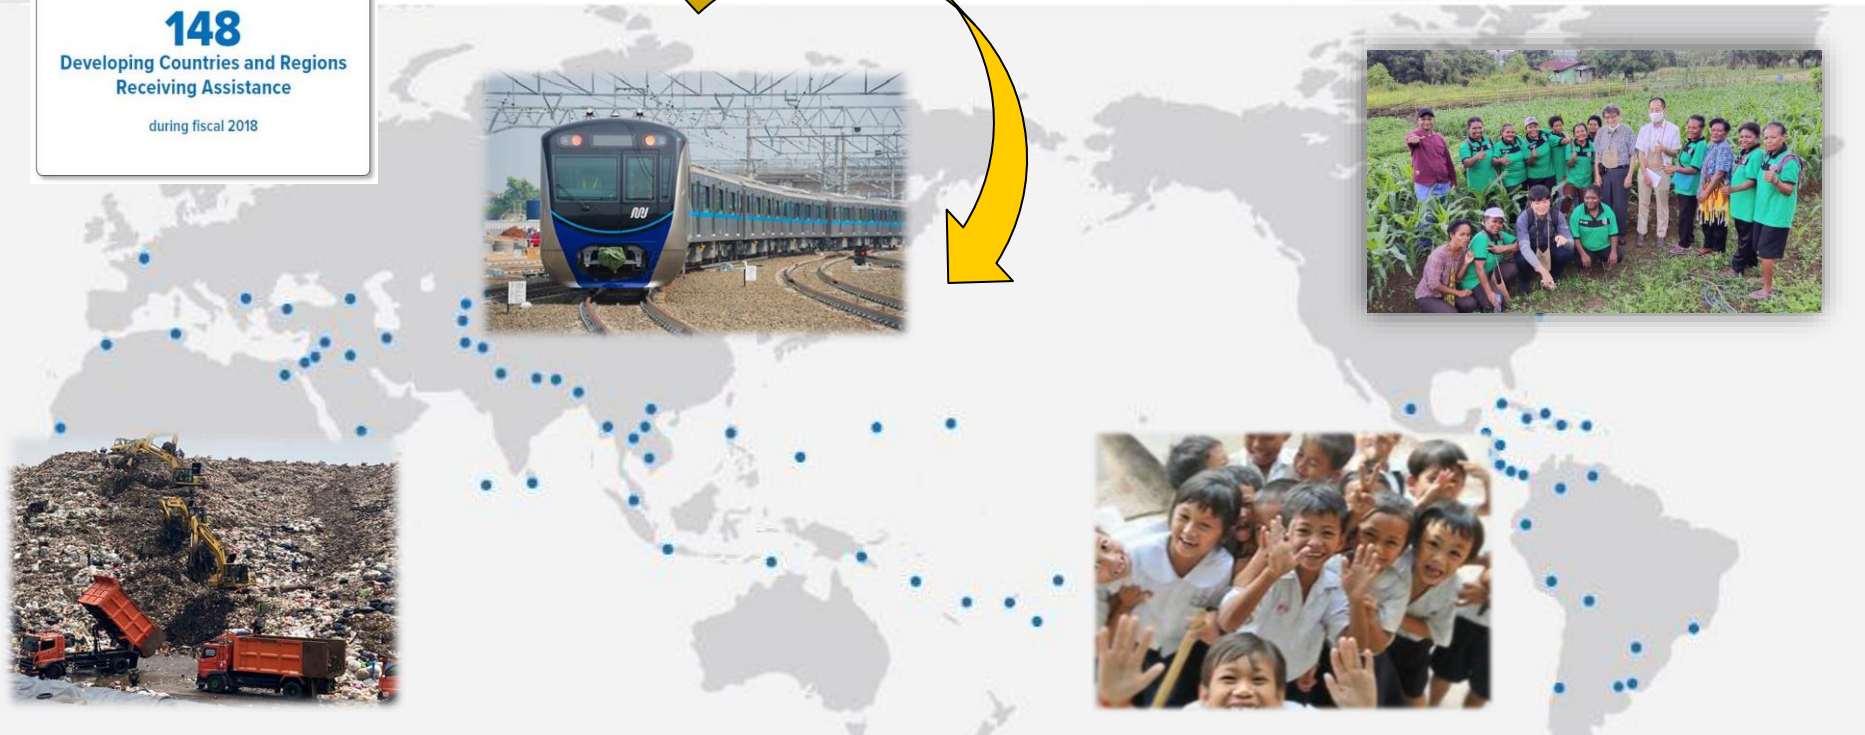 148
Developing Countries and Regions
Receiving Assistance
during fiscal 2018